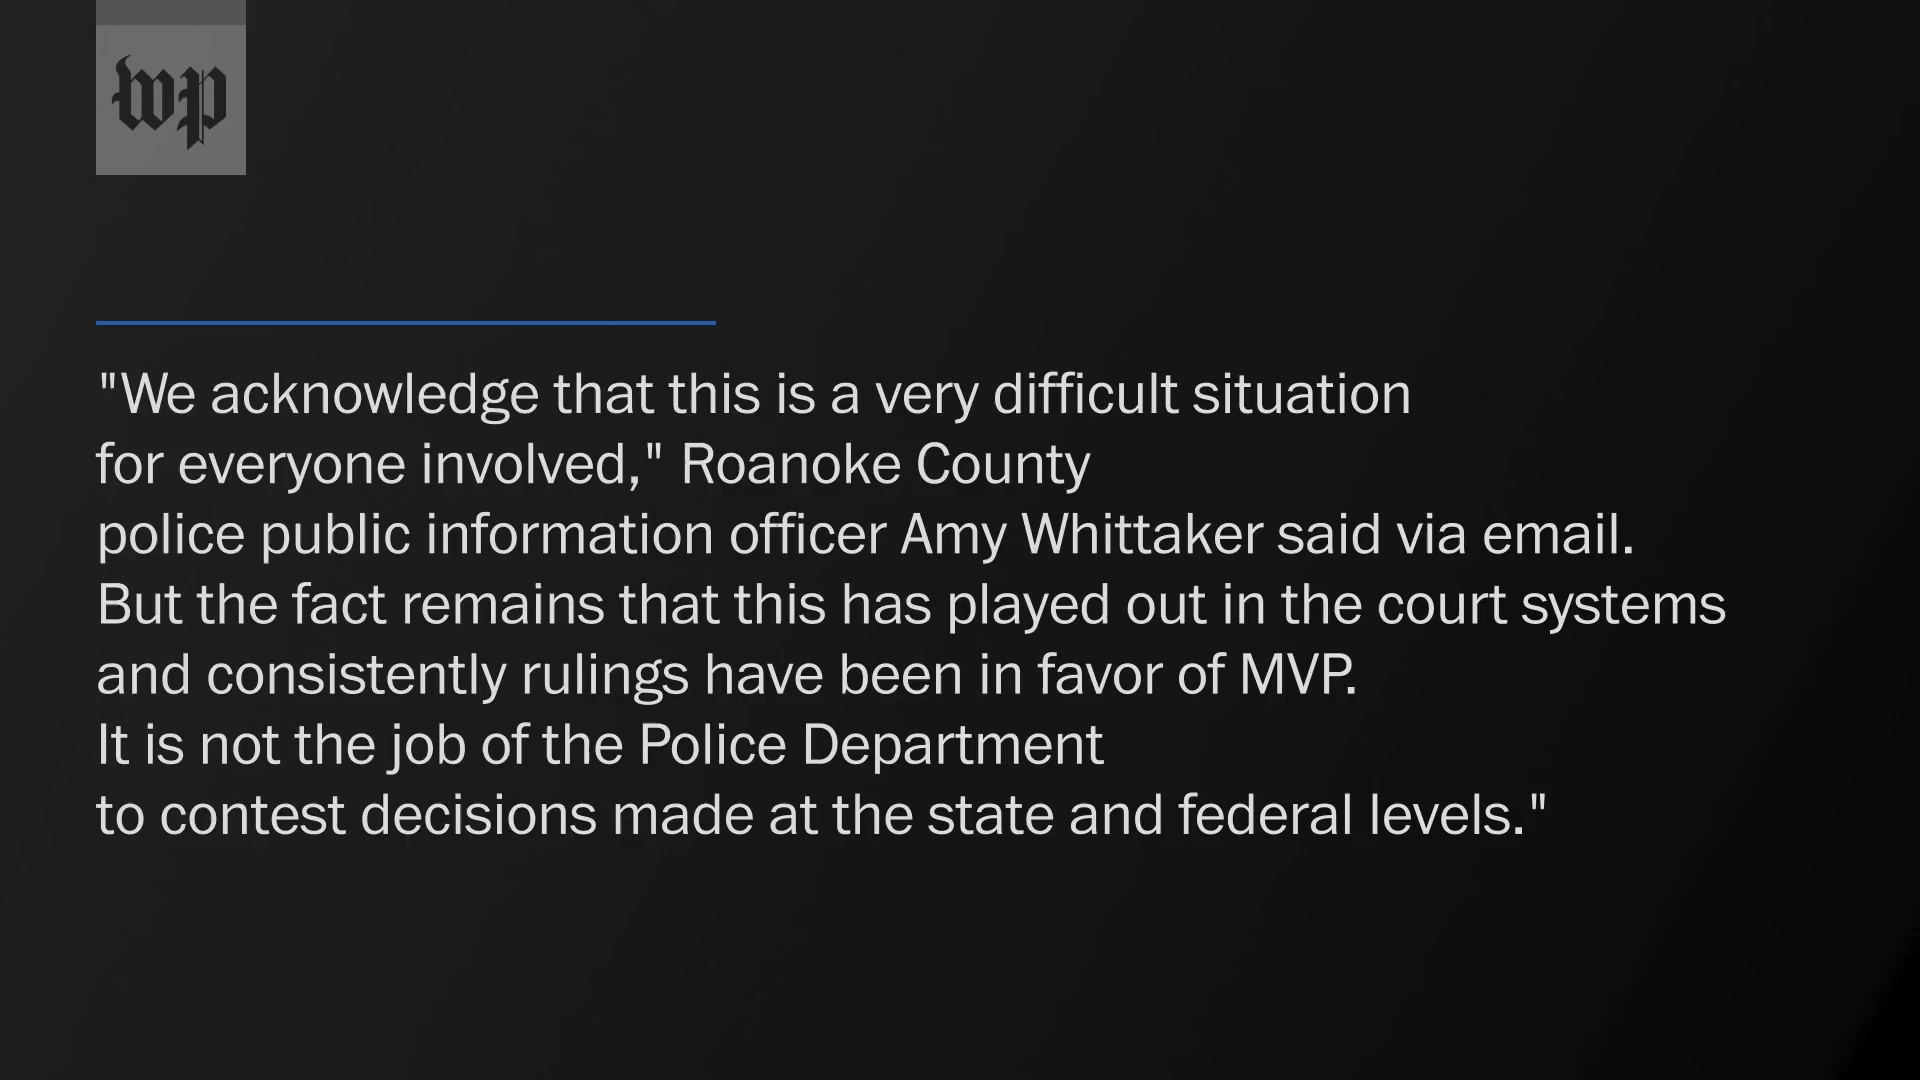 wp
"We acknowledge that this is a very difficult situation
for everyone involved," Roanoke County
police public information officer Amy Whittaker said via email.
But the fact remains that this has played out in the court systems
and consistently rulings have been in favor of MVP.
It is not the job of the Police Department
to contest decisions made at the state and federal levels."